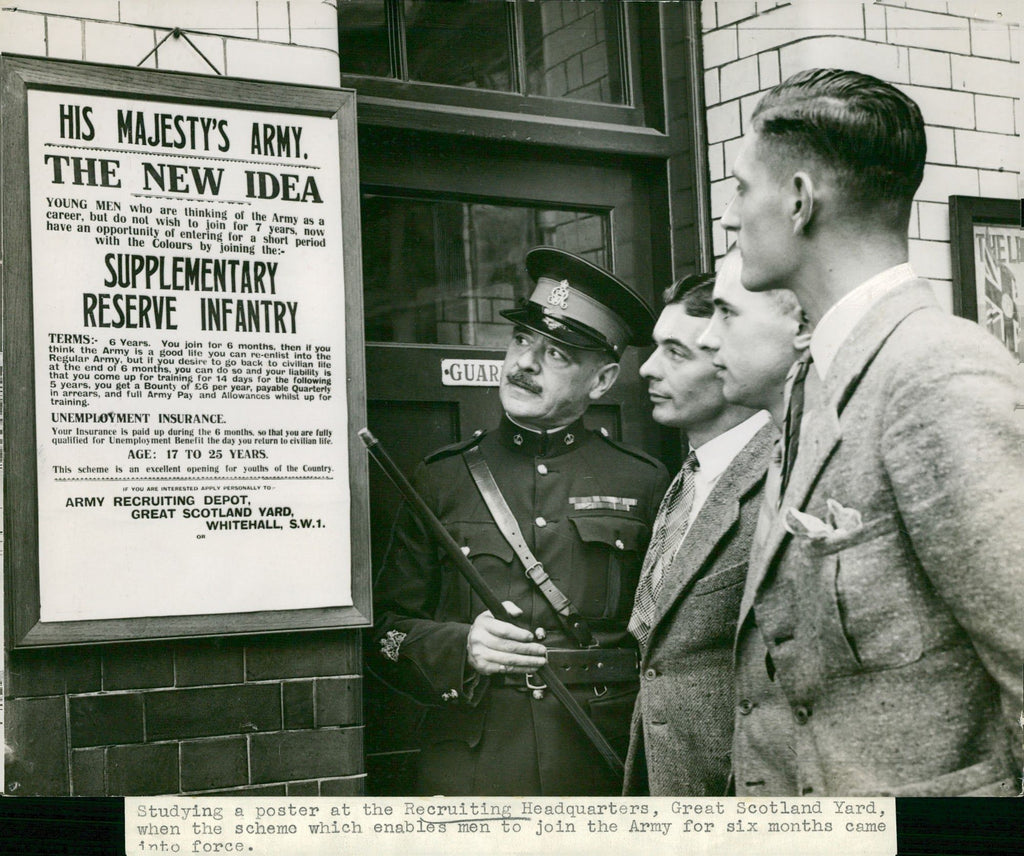 HIS MAJESTY'S ARMY.
THE NEW IDEA
YOUNG MEN who are thinking of the Army as a
career, but do not wish to join for 7 years, now
have an opportunity of entering for a short period
with the Colours by joining the:-
SUPPLEMENTARY
RESERVE INFANTRY
TERMS:- 6 Years. You join for 6 months, then if you
think the Army is a good life you can re-enlist into the
Regular Army, but if you desire to go back to civilian life
at the end of 6 months, you can do so and your liability is
that you come up for training for 14 days for the following
5 years, you get a Bounty of £6 per year, payable Quarterly
in arrears, and full Army Pay and Allowances whilst up for
training.
UNEMPLOYMENT INSURANCE.
Your Insurance is paid up during the 6 months, so that you are fully
qualified for Unemployment Benefit the day you return to civilian life.
AGE: 17 TO 25 YEARS.
This scheme is an excellent opening for youths of the Country.
IF YOU ARE INTERESTED APPLY PERSONALLY TO:-
ARMY RECRUITING DEPOT,
GREAT SCOTLAND YARD,
WHITEHALL, S.W.1.
OR
GUAR
THE
Studying a poster at the Recruiting Headquarters, Great Scotland Yard,
when the scheme which enables men to join the Army for six months came
into force.